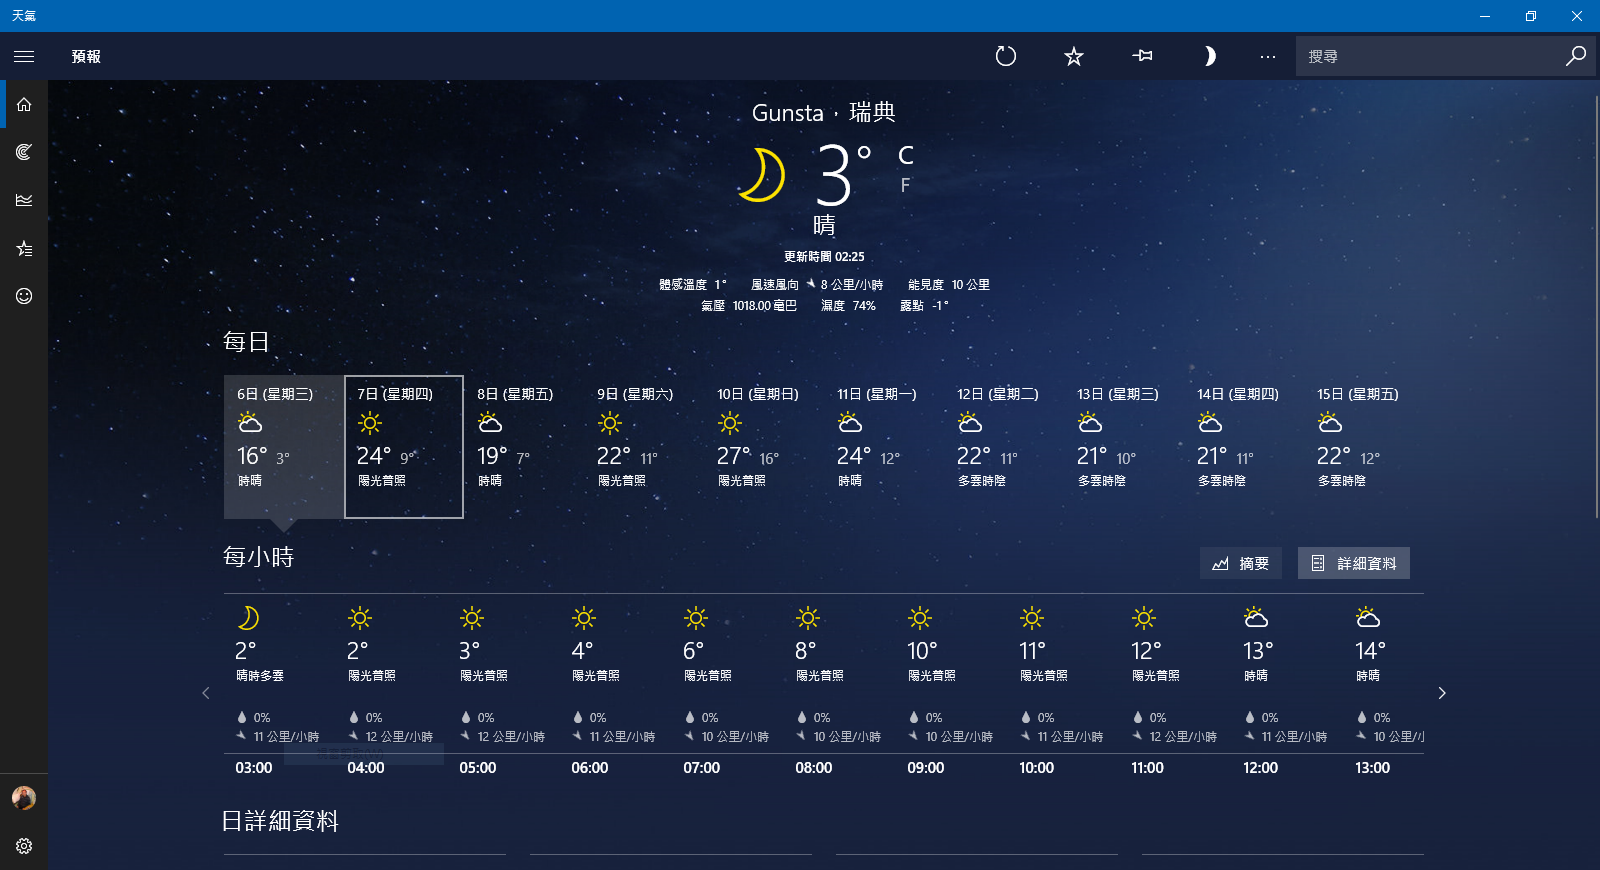 天氣
預報
搜尋
Gunsta，瑞典
3° C
F
晴
更新時間 02:25
體感溫度 1° 風速風向 8 公里/小時 能見度 10 公里
氣壓 1018.00 毫巴 濕度 74% 露點 -1°
每日
6日 (星期三) 7日 (星期四) 8日 (星期五) 9日 (星期六) 10日 (星期日) 11日 (星期一) 12日 (星期二) 13日 (星期三) 14日 (星期四) 15日 (星期五)
16° 3° 24° 9° 19° 7° 22° 11° 27° 16° 24° 12° 22° 11° 21° 10° 21° 11° 22° 12°
時晴 陽光普照 時晴 陽光普照 陽光普照 時晴 多雲時陰 多雲時陰 多雲時陰 多雲時陰
每小時
摘要 詳細資料
2° 2° 3° 4° 6° 8° 10° 11° 12° 13° 14°
晴時多雲 陽光普照 陽光普照 陽光普照 陽光普照 陽光普照 陽光普照 陽光普照 陽光普照 時晴 時晴
0% 0% 0% 0% 0% 0% 0% 0% 0% 0% 0%
11 公里/小時 12 公里/小時 12 公里/小時 11 公里/小時 10 公里/小時 10 公里/小時 10 公里/小時 11 公里/小時 12 公里/小時 11 公里/小時 10 公里/小
03:00 04:00 05:00 06:00 07:00 08:00 09:00 10:00 11:00 12:00 13:00
日詳細資料